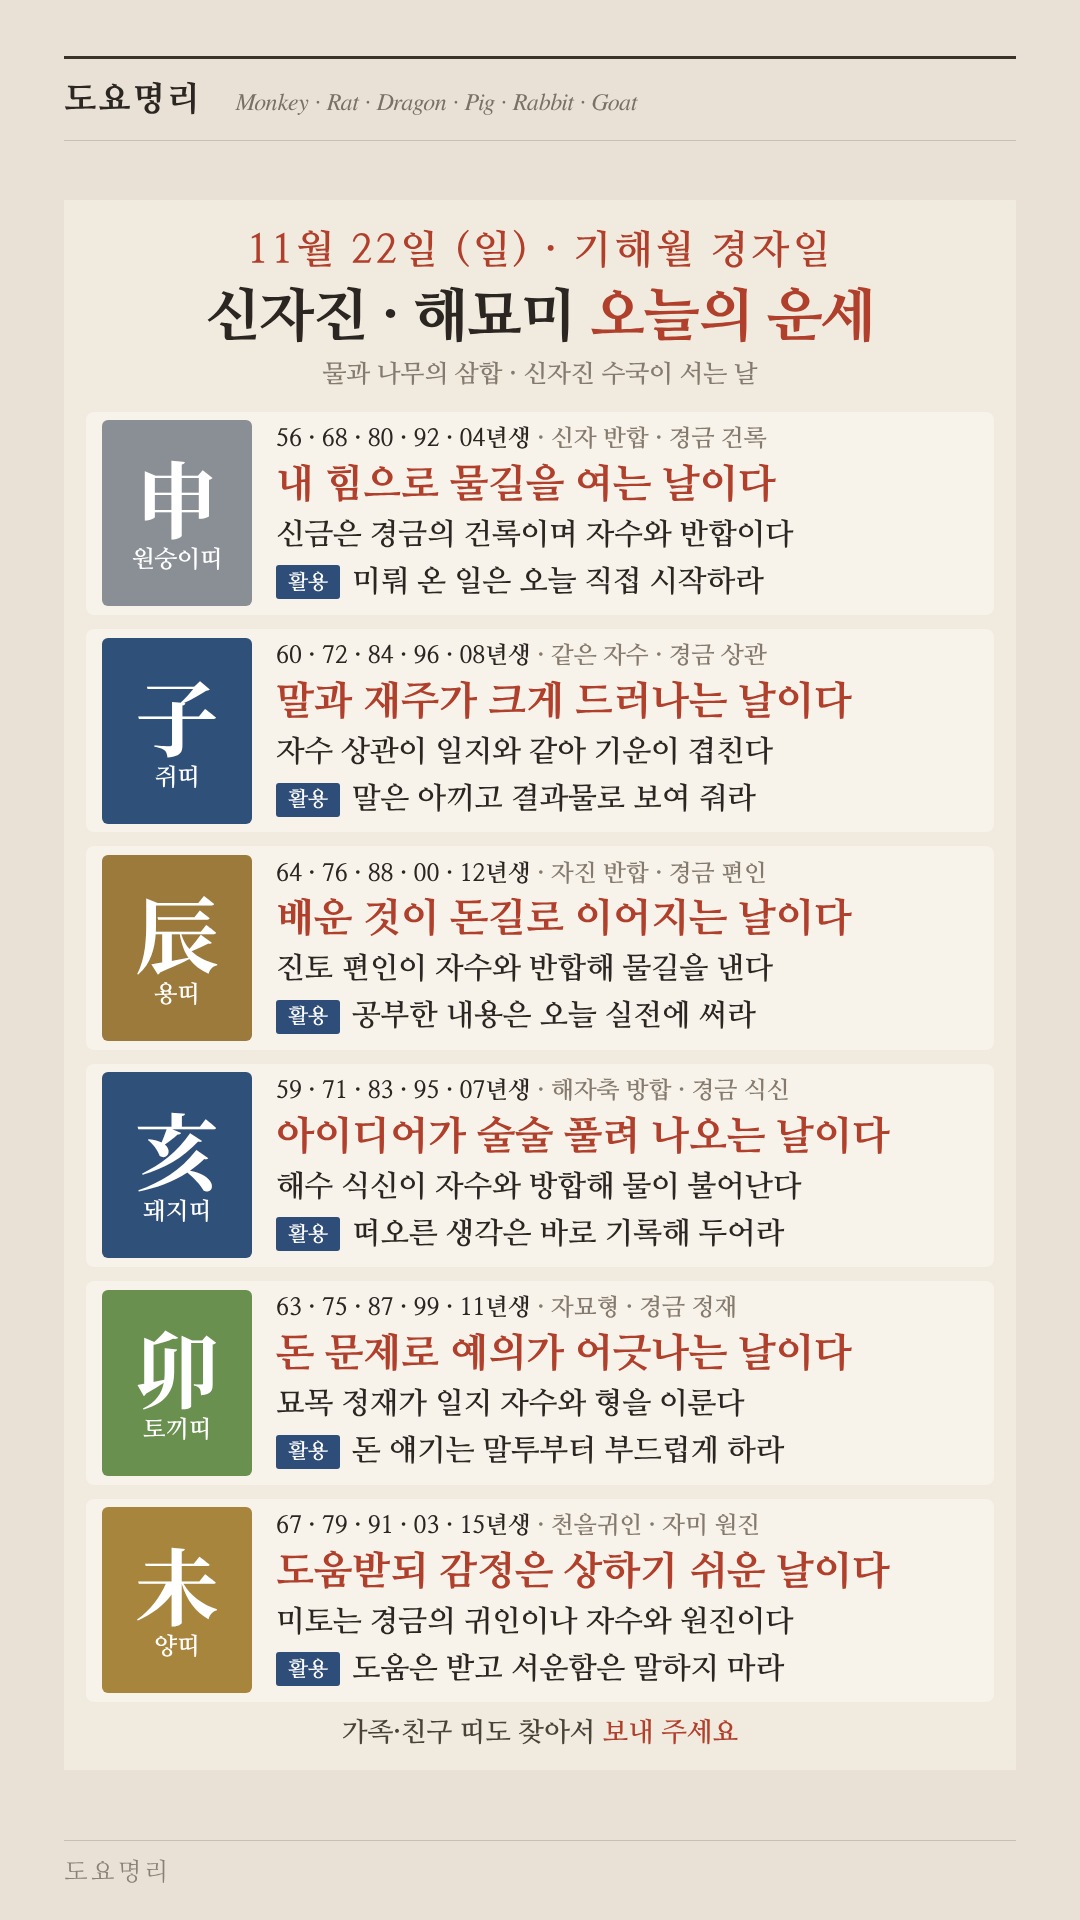 도요명리 Monkey · Rat · Dragon · Pig · Rabbit · Goat
11월 22일 (일) · 기해월 경자일
신자진 · 해묘미 오늘의 운세
물과 나무의 삼합 · 신자진 수국이 서는 날
申
원숭이띠
56 · 68 · 80 · 92 · 04년생 · 신자 반합 · 경금 건록
내 힘으로 물길을 여는 날이다
신금은 경금의 건록이며 자수와 반합이다
활용 미뤄 온 일은 오늘 직접 시작하라
子
쥐띠
60 · 72 · 84 · 96 · 08년생 · 같은 자수 · 경금 상관
말과 재주가 크게 드러나는 날이다
자수 상관이 일지와 같아 기운이 겹친다
활용 말은 아끼고 결과물로 보여 줘라
辰
용띠
64 · 76 · 88 · 00 · 12년생 · 자진 반합 · 경금 편인
배운 것이 돈길로 이어지는 날이다
진토 편인이 자수와 반합해 물길을 낸다
활용 공부한 내용은 오늘 실전에 써라
亥
돼지띠
59 · 71 · 83 · 95 · 07년생 · 해자축 방합 · 경금 식신
아이디어가 술술 풀려 나오는 날이다
해수 식신이 자수와 방합해 물이 불어난다
활용 떠오른 생각은 바로 기록해 두어라
卯
토끼띠
63 · 75 · 87 · 99 · 11년생 · 자묘형 · 경금 정재
돈 문제로 예의가 어긋나는 날이다
묘목 정재가 일지 자수와 형을 이룬다
활용 돈 얘기는 말투부터 부드럽게 하라
未
양띠
67 · 79 · 91 · 03 · 15년생 · 천을귀인 · 자미 원진
도움받되 감정은 상하기 쉬운 날이다
미토는 경금의 귀인이나 자수와 원진이다
활용 도움은 받고 서운함은 말하지 마라
가족·친구 띠도 찾아서 보내 주세요
도요명리